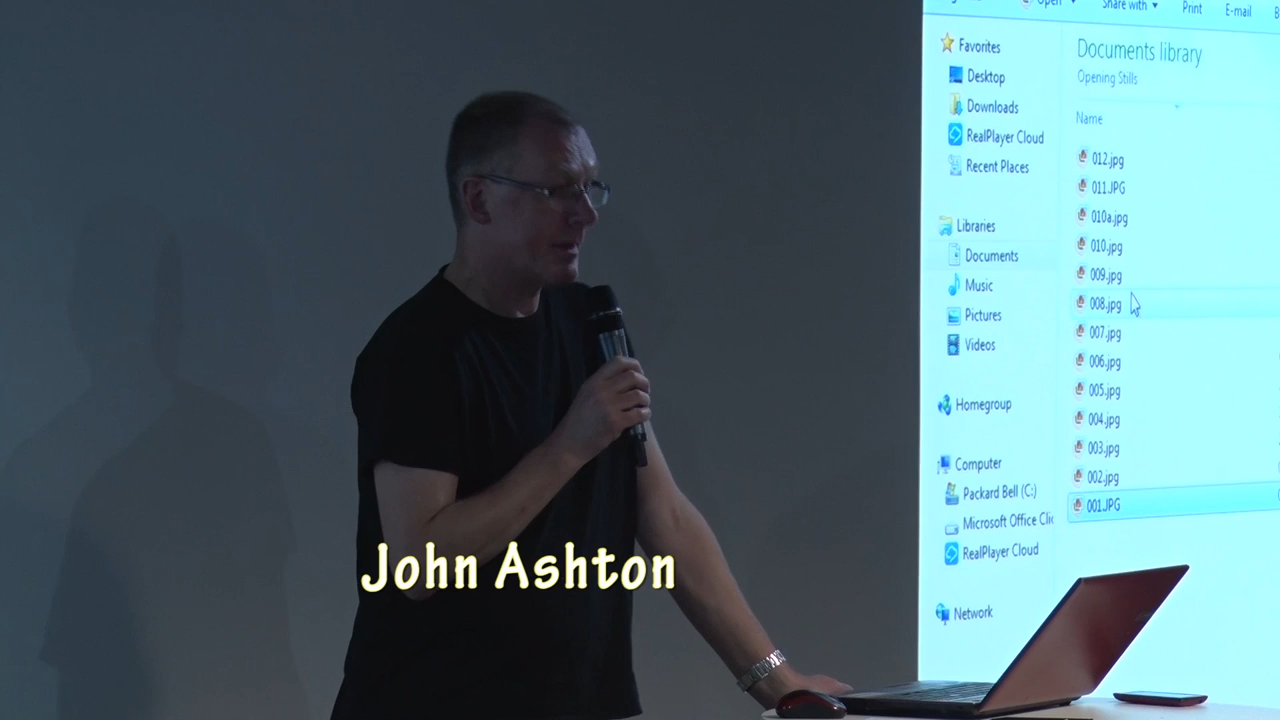 Open
Share with
Print
E-mail
Favorites
Desktop
Downloads
RealPlayer Cloud
Recent Places
Libraries
Documents
Music
Pictures
Videos
Homegroup
Computer
Packard Bell (C:)
Microsoft Office Clic
RealPlayer Cloud
Network
Documents library
Opening Stills
Name
012.jpg
011.JPG
010a.jpg
010.jpg
009.jpg
008.jpg
007.jpg
006.jpg
005.jpg
004.jpg
003.jpg
002.jpg
001.JPG
John Ashton